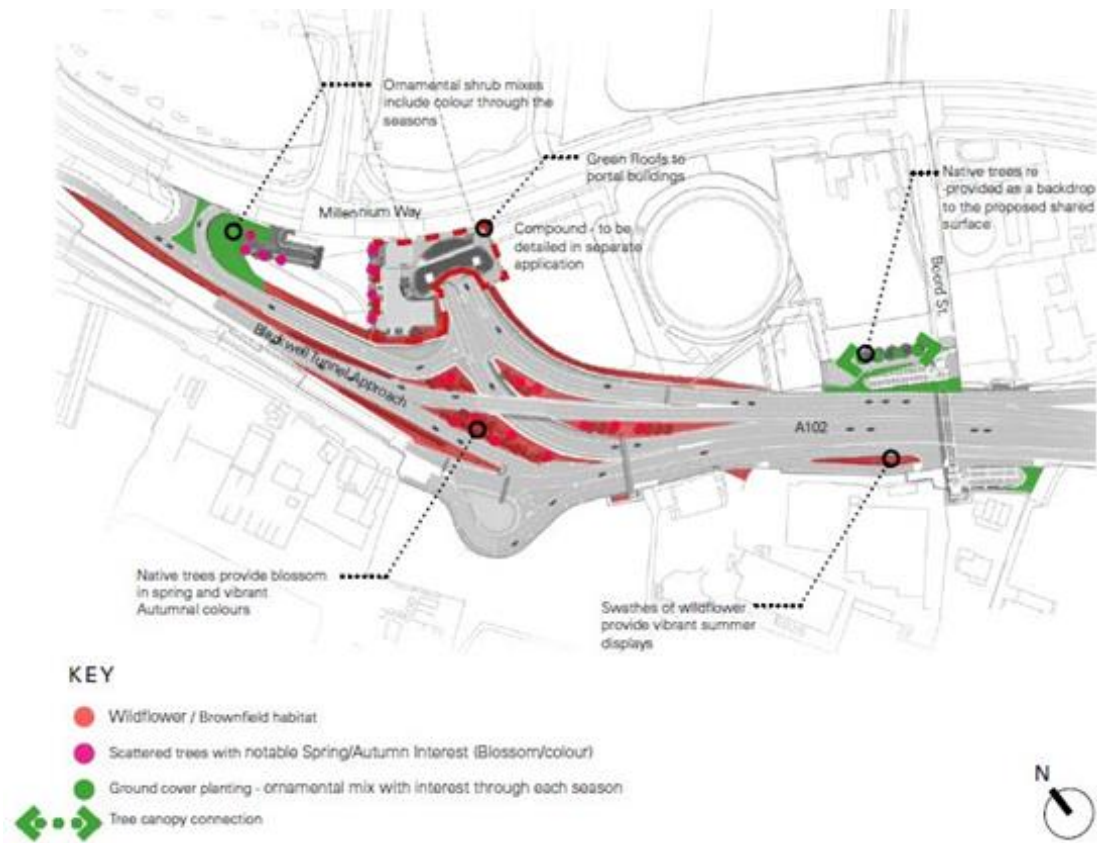 Ornamental shrub mixes
include colour through the
seasons
Green Roofs to
portal buildings
Native trees re
-provided as a backdrop
to the proposed shared
surface
Millennium Way
Compound - to be
detailed in separate
application
Boord St.
Blackwell Tunnel Approach
A102
Native trees provide blossom
in spring and vibrant
Autumnal colours
Swathes of wildflower
provide vibrant summer
displays
KEY
Wildflower / Brownfield habitat
Scattered trees with notable Spring/Autumn Interest (Blossom/colour)
Ground cover planting - ornamental mix with interest through each season
Tree canopy connection
N